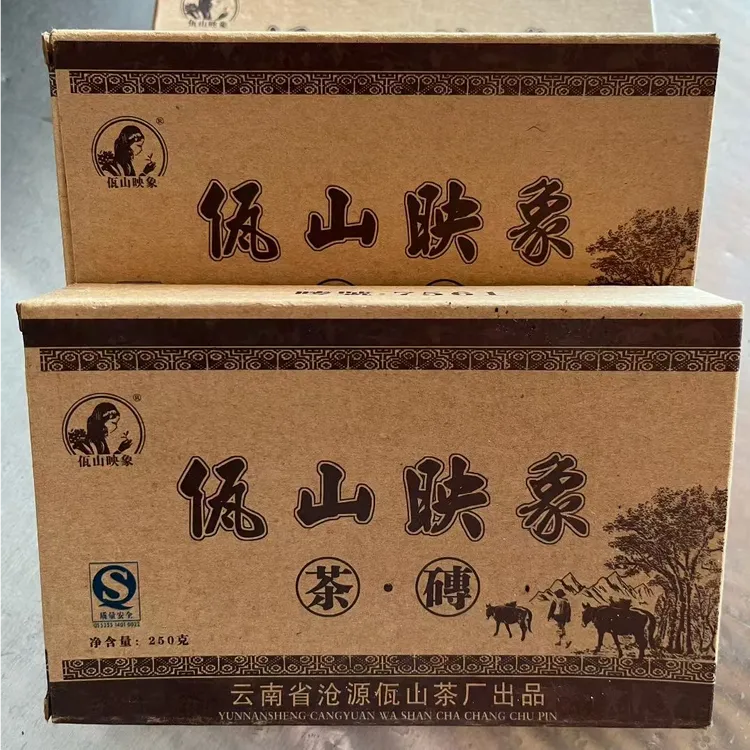 佤山映象
®
佤山映象
7561
®
佤山映象
佤山映象
茶·磚
质量安全
净含量：250克
云南省沧源佤山茶厂出品
YUNNANSHENG CANGYUAN WA SHAN CHA CHANG CHU PIN